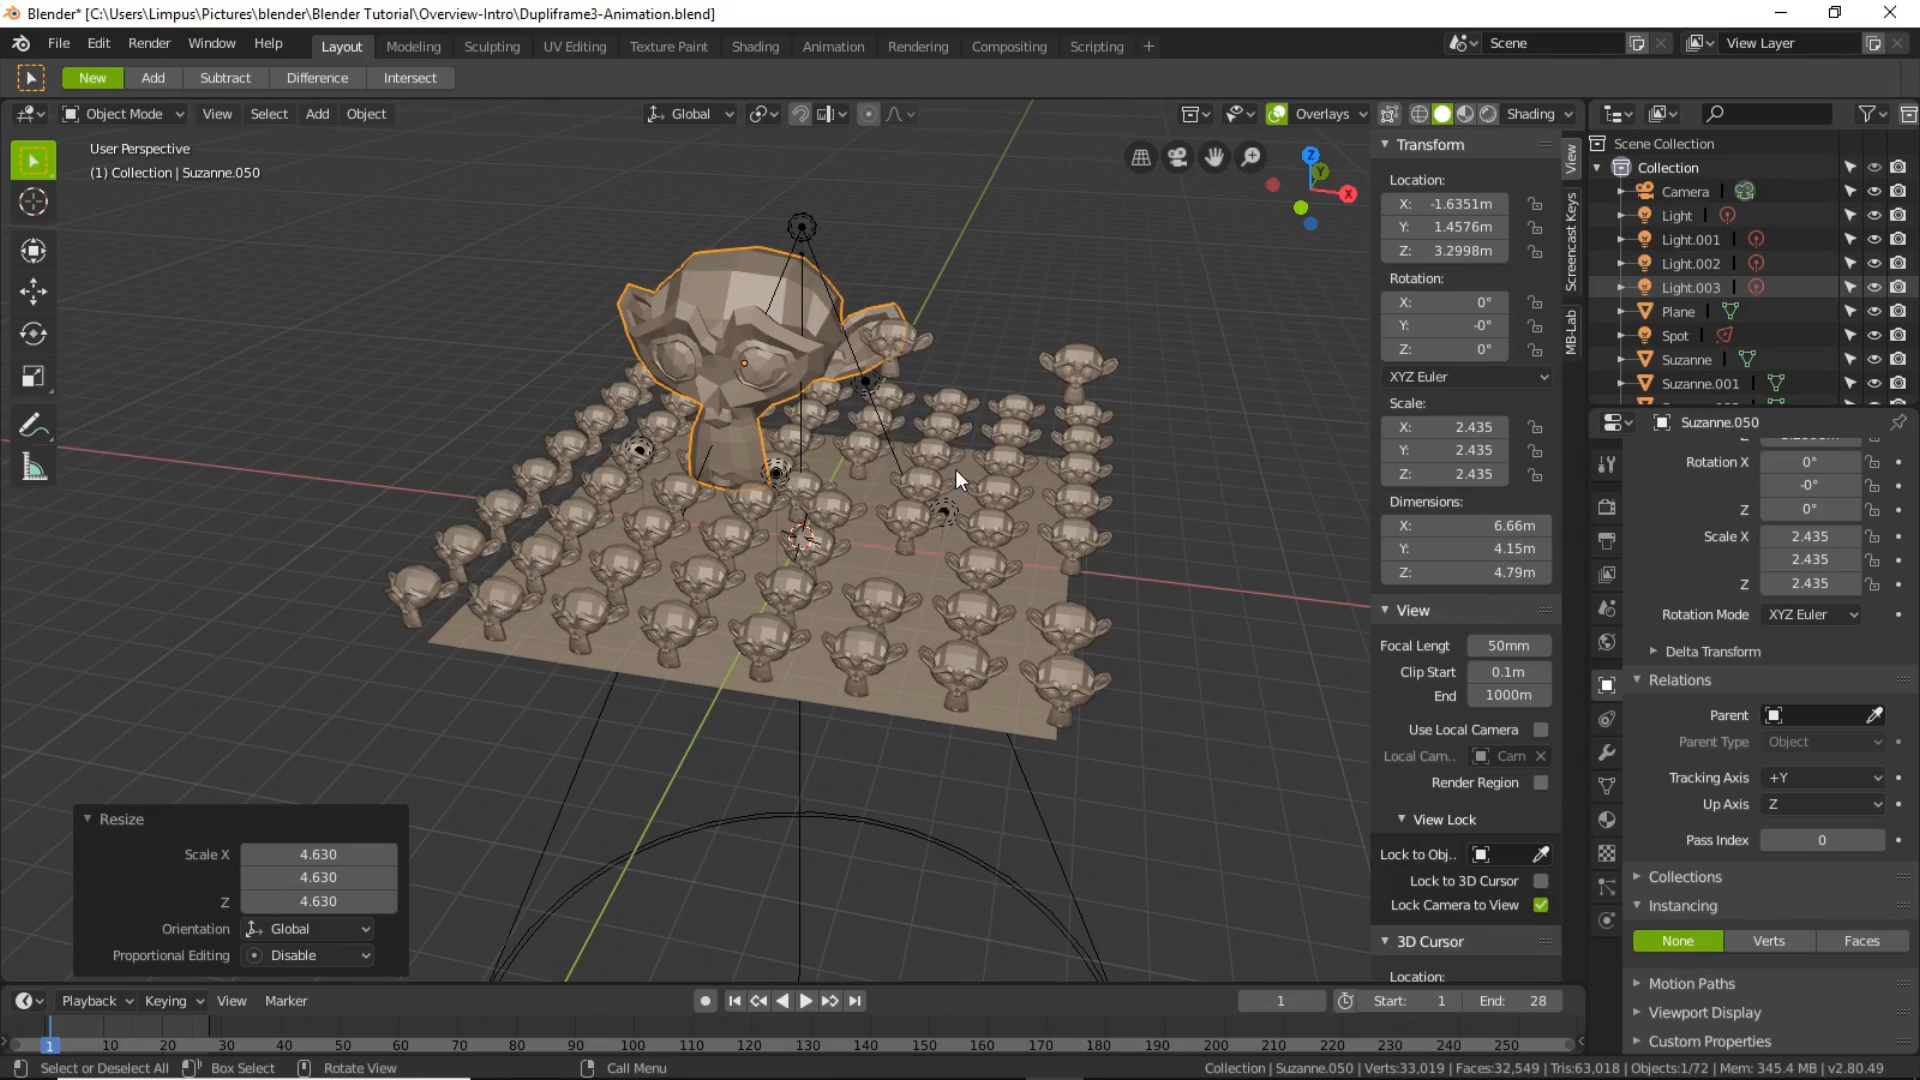 Blender* [C:\Users\Limpus\Pictures\blender\Blender Tutorial\Overview-Intro\Dupliframe3-Animation.blend]
File Edit Render Window Help Layout Modeling Sculpting UV Editing Texture Paint Shading Animation Rendering Compositing Scripting + Scene View Layer
New Add Subtract Difference Intersect
Object Mode View Select Add Object Global Overlays Shading
User Perspective
(1) Collection | Suzanne.050
Z
Y
X
Transform
Location:
X: -1.6351m
Y: 1.4576m
Z: 3.2998m
Rotation:
X: 0°
Y: -0°
Z: 0°
XYZ Euler
Scale:
X: 2.435
Y: 2.435
Z: 2.435
Dimensions:
X: 6.66m
Y: 4.15m
Z: 4.79m
View
Focal Lengt 50mm
Clip Start 0.1m
End 1000m
Use Local Camera
Local Cam.. Cam
Render Region
View Lock
Lock to Obj..
Lock to 3D Cursor
Lock Camera to View
3D Cursor
Location:
View
Screencast Keys
MB-Lab
Scene Collection
Collection
Camera
Light
Light.001
Light.002
Light.003
Plane
Spot
Suzanne
Suzanne.001
Suzanne.050
Rotation X 0°
-0°
Z 0°
Scale X 2.435
2.435
Z 2.435
Rotation Mode XYZ Euler
Delta Transform
Relations
Parent
Parent Type Object
Tracking Axis +Y
Up Axis Z
Pass Index 0
Collections
Instancing
None Verts Faces
Motion Paths
Viewport Display
Custom Properties
Resize
Scale X 4.630
4.630
Z 4.630
Orientation Global
Proportional Editing Disable
Playback Keying View Marker 1 Start: 1 End: 28
1 10 20 30 40 50 60 70 80 90 100 110 120 130 140 150 160 170 180 190 200 210 220 230 240 250
Select or Deselect All Box Select Rotate View Call Menu Collection | Suzanne.050 | Verts:33,019 | Faces:32,549 | Tris:63,018 | Objects:1/72 | Mem: 345.4 MB | v2.80.49